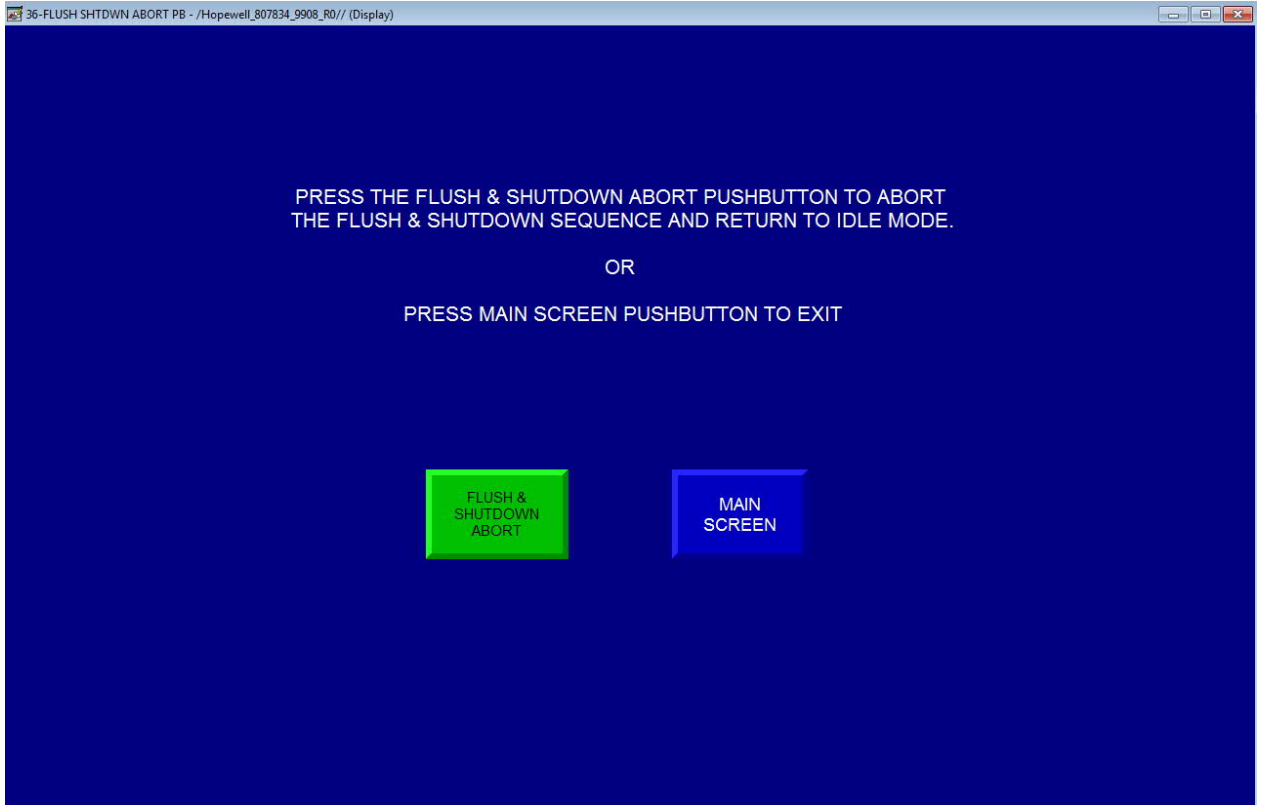 36-FLUSH SHTDWN ABORT PB - /Hopewell_807834_9908_R0// (Display)
PRESS THE FLUSH & SHUTDOWN ABORT PUSHBUTTON TO ABORT
THE FLUSH & SHUTDOWN SEQUENCE AND RETURN TO IDLE MODE.
OR
PRESS MAIN SCREEN PUSHBUTTON TO EXIT
FLUSH &
SHUTDOWN
ABORT
MAIN
SCREEN